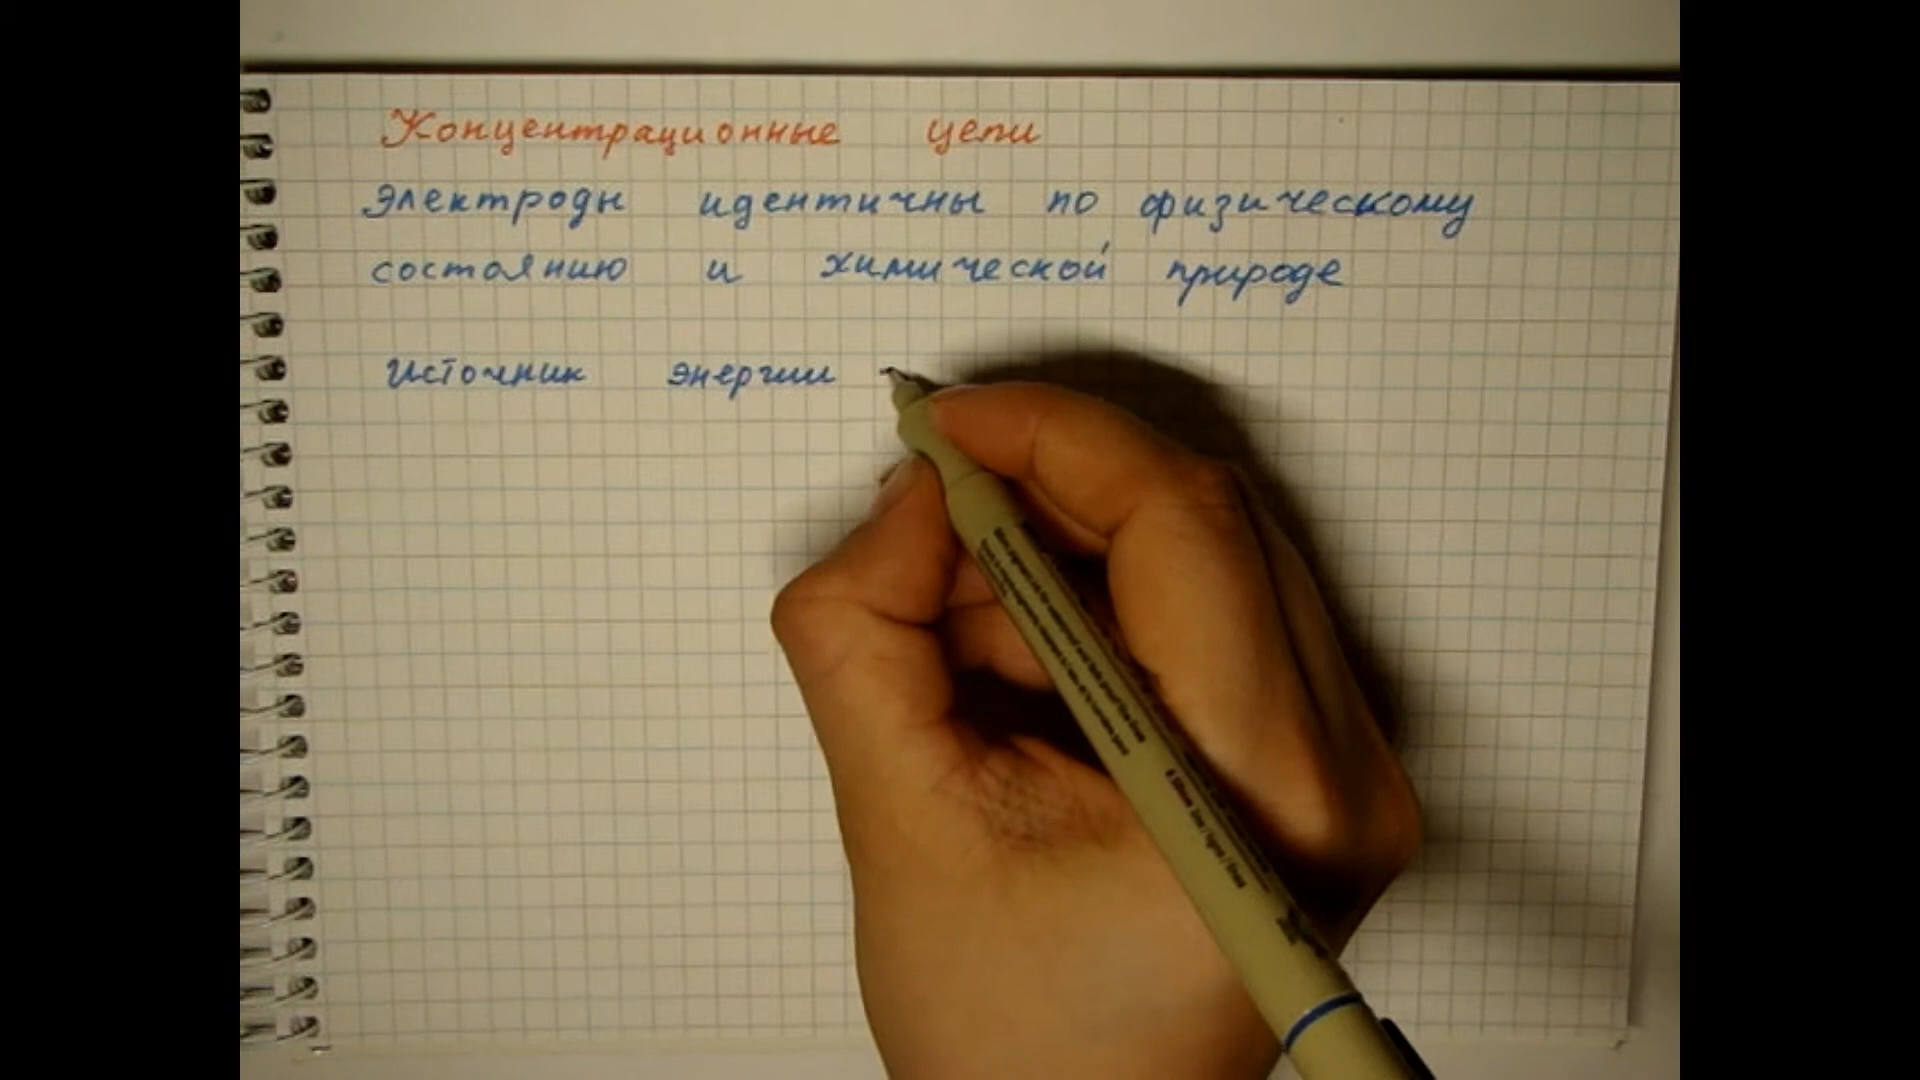 Концентрационные цепи
Электроды идентичны по физическому
состоянию и химической природе
Источник энергии